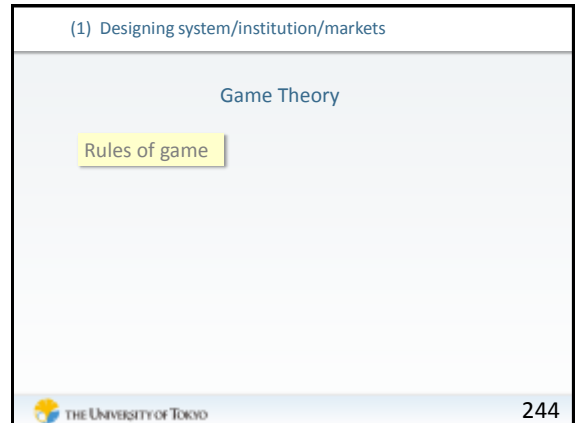 (1) Designing system/institution/markets
Game Theory
Rules of game
THE UNIVERSITY OF TOKYO
244